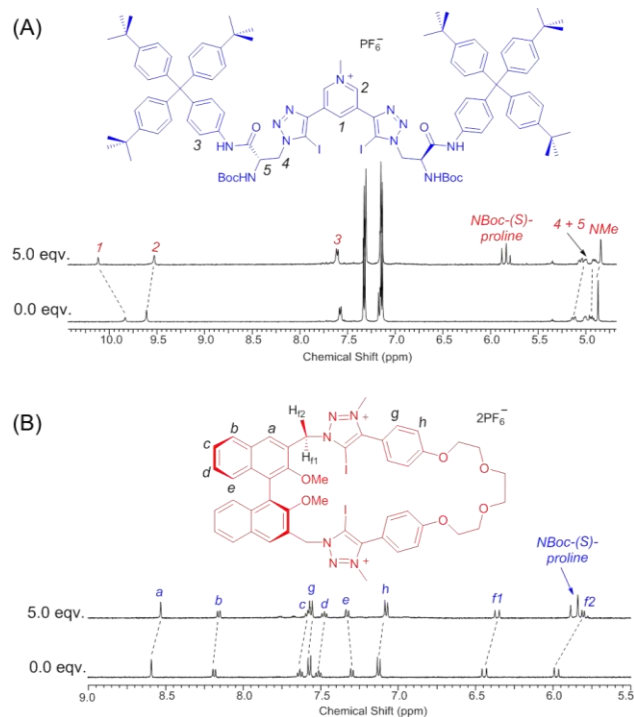 (A)
PF₆⁻
N
+
2
1
N=N
N
N=N
N
3
NH
O
I
I
O
NH
4
BocHN
5
NHBoc
1
2
3
NBoc-(S)-
proline
4 + 5
NMe
5.0 eqv.
0.0 eqv.
10.0
9.5
9.0
8.5
8.0
7.5
7.0
6.5
6.0
5.5
5.0
Chemical Shift (ppm)
(B)
Hf2
N=N
N
+
g
h
2PF₆⁻
b
a
c
Hf1
I
O
O
d
e
OMe
OMe
O
I
O
O
N
N=N
+
NBoc-(S)-
proline
a
b
c
g
d
e
h
f1
f2
5.0 eqv.
0.0 eqv.
9.0
8.5
8.0
7.5
7.0
6.5
6.0
5.5
Chemical Shift (ppm)